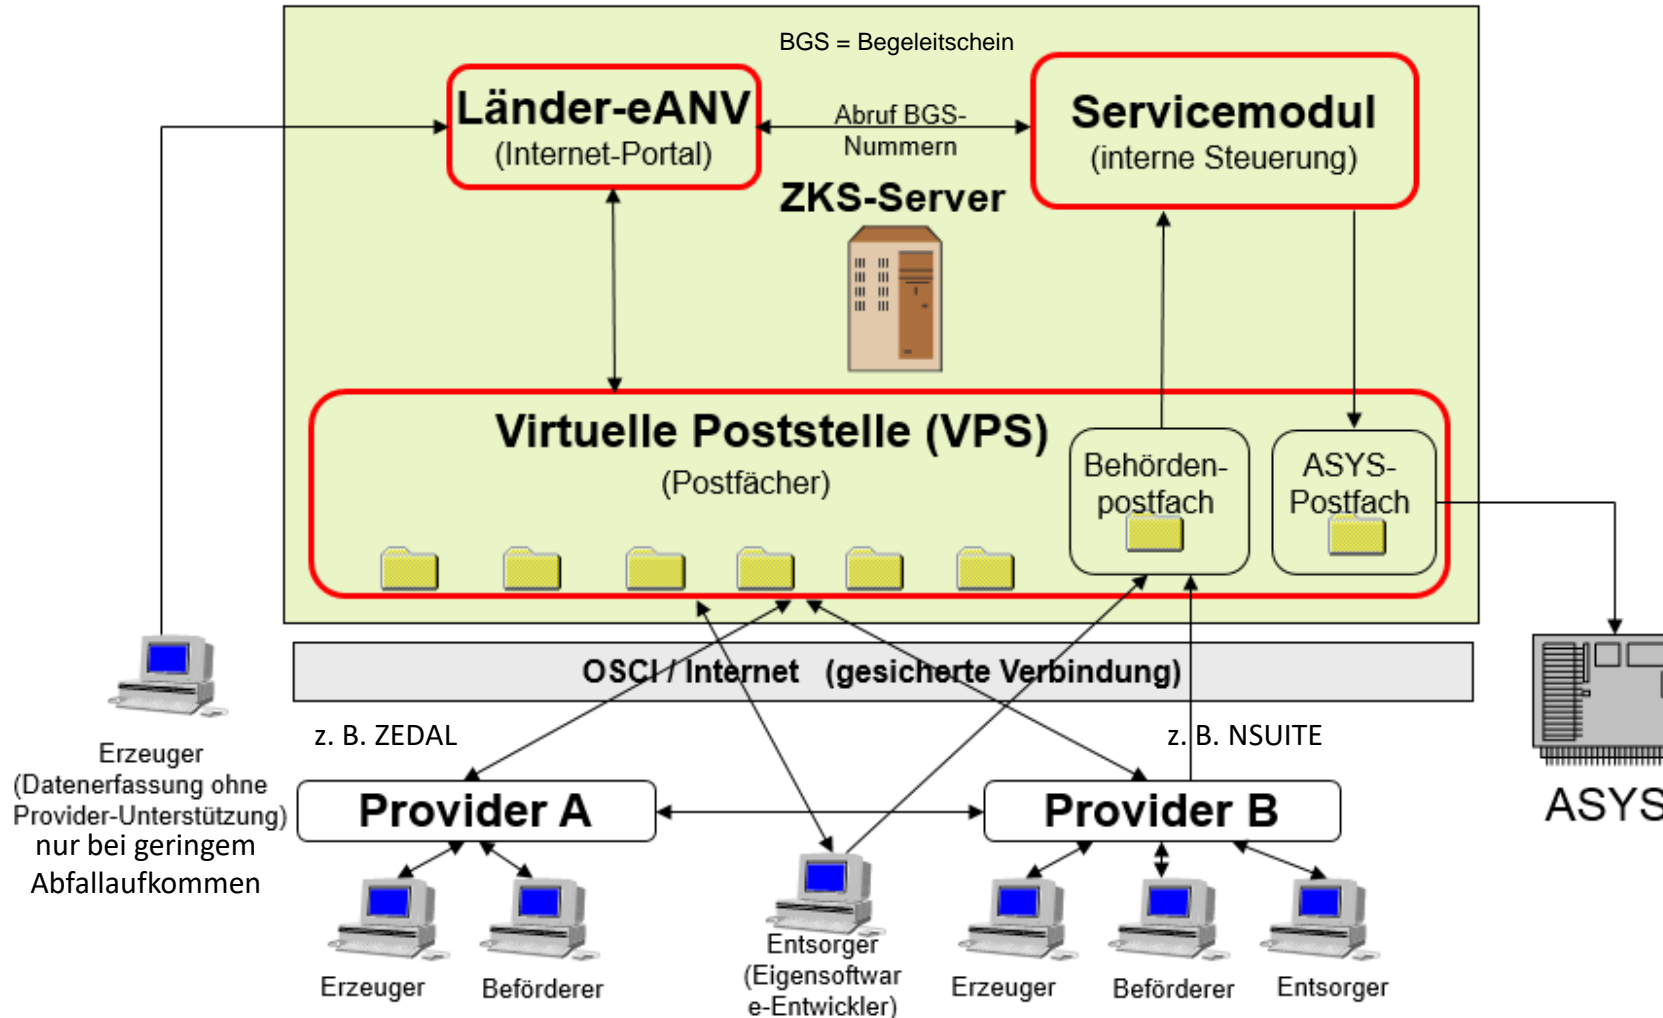 BGS = Begeleitschein
Länder-eANV
(Internet-Portal)
Abruf BGS-
Nummern
Servicemodul
(interne Steuerung)
ZKS-Server
Virtuelle Poststelle (VPS)
(Postfächer)
Behörden-
postfach
ASYS-
Postfach
OSCI / Internet (gesicherte Verbindung)
z. B. ZEDAL
z. B. NSUITE
Erzeuger
(Datenerfassung ohne
Provider-Unterstützung)
nur bei geringem
Abfallaufkommen
Provider A
Provider B
ASYS
Erzeuger
Beförderer
Entsorger
(Eigensoftwar
e-Entwickler)
Erzeuger
Beförderer
Entsorger